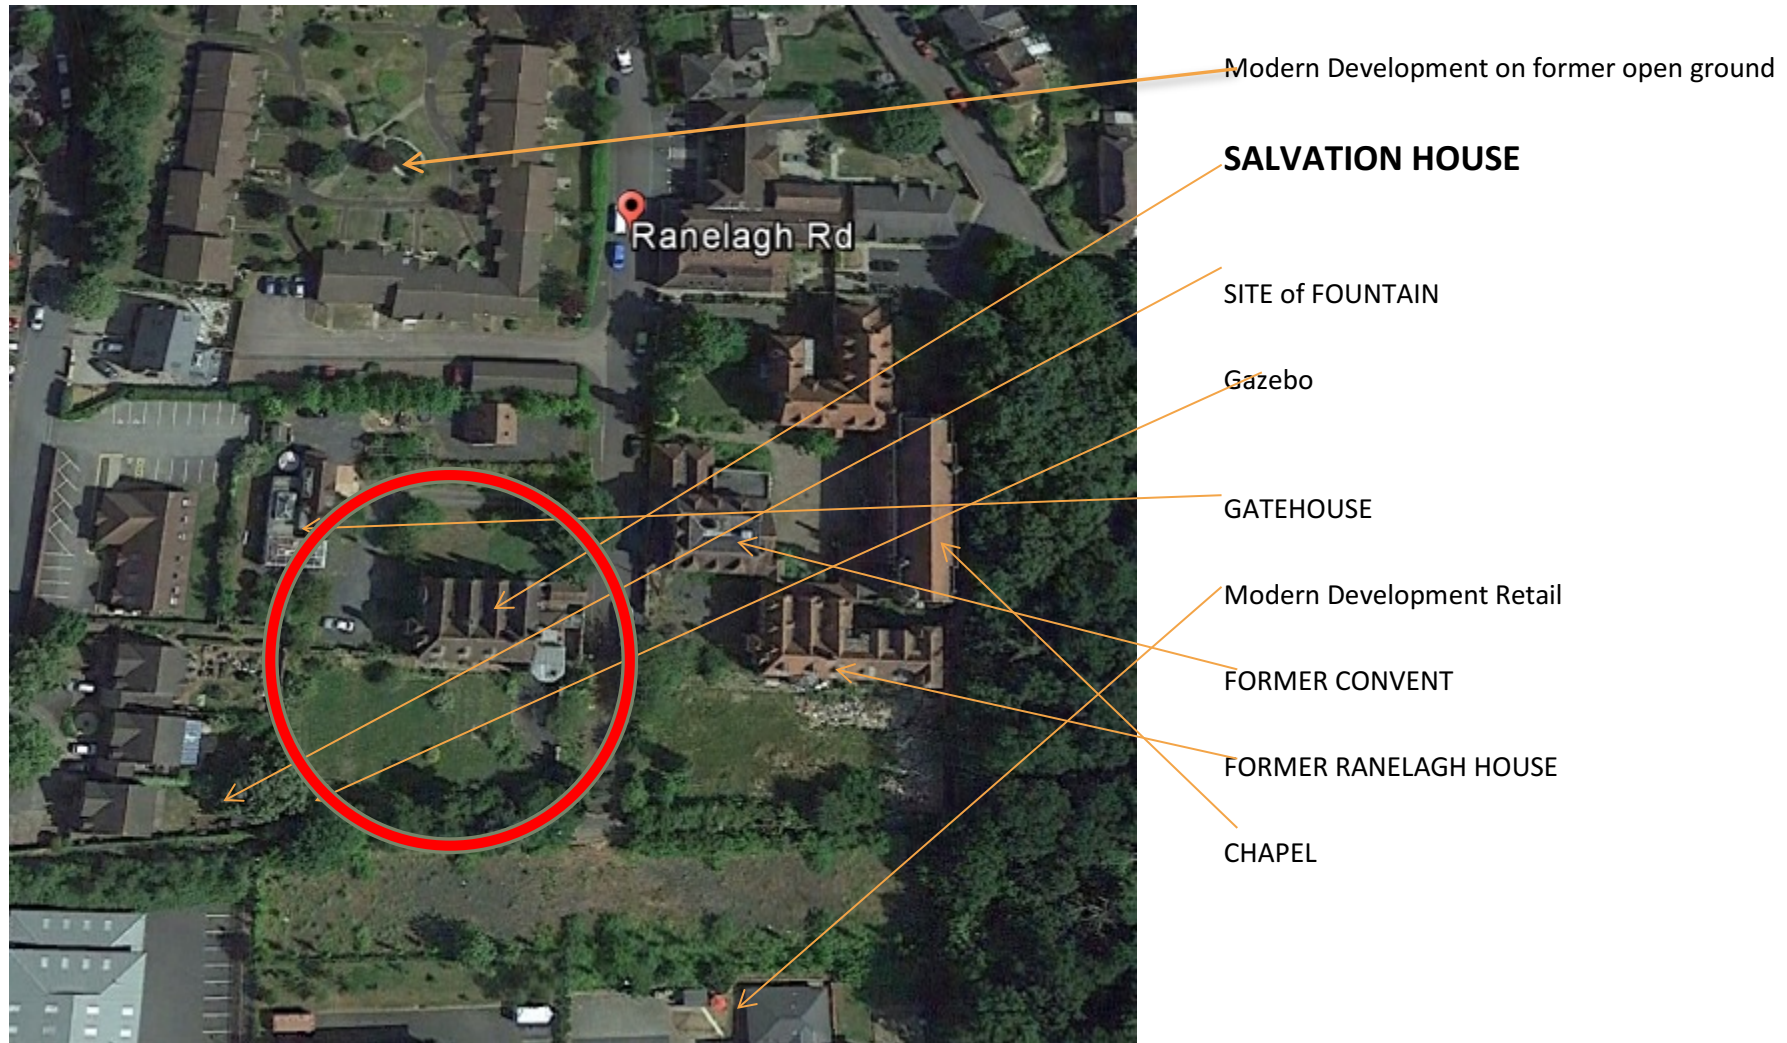 Modern Development on former open ground
SALVATION HOUSE
Ranelagh Rd
SITE of FOUNTAIN
Gazebo
GATEHOUSE
Modern Development Retail
FORMER CONVENT
FORMER RANELAGH HOUSE
CHAPEL